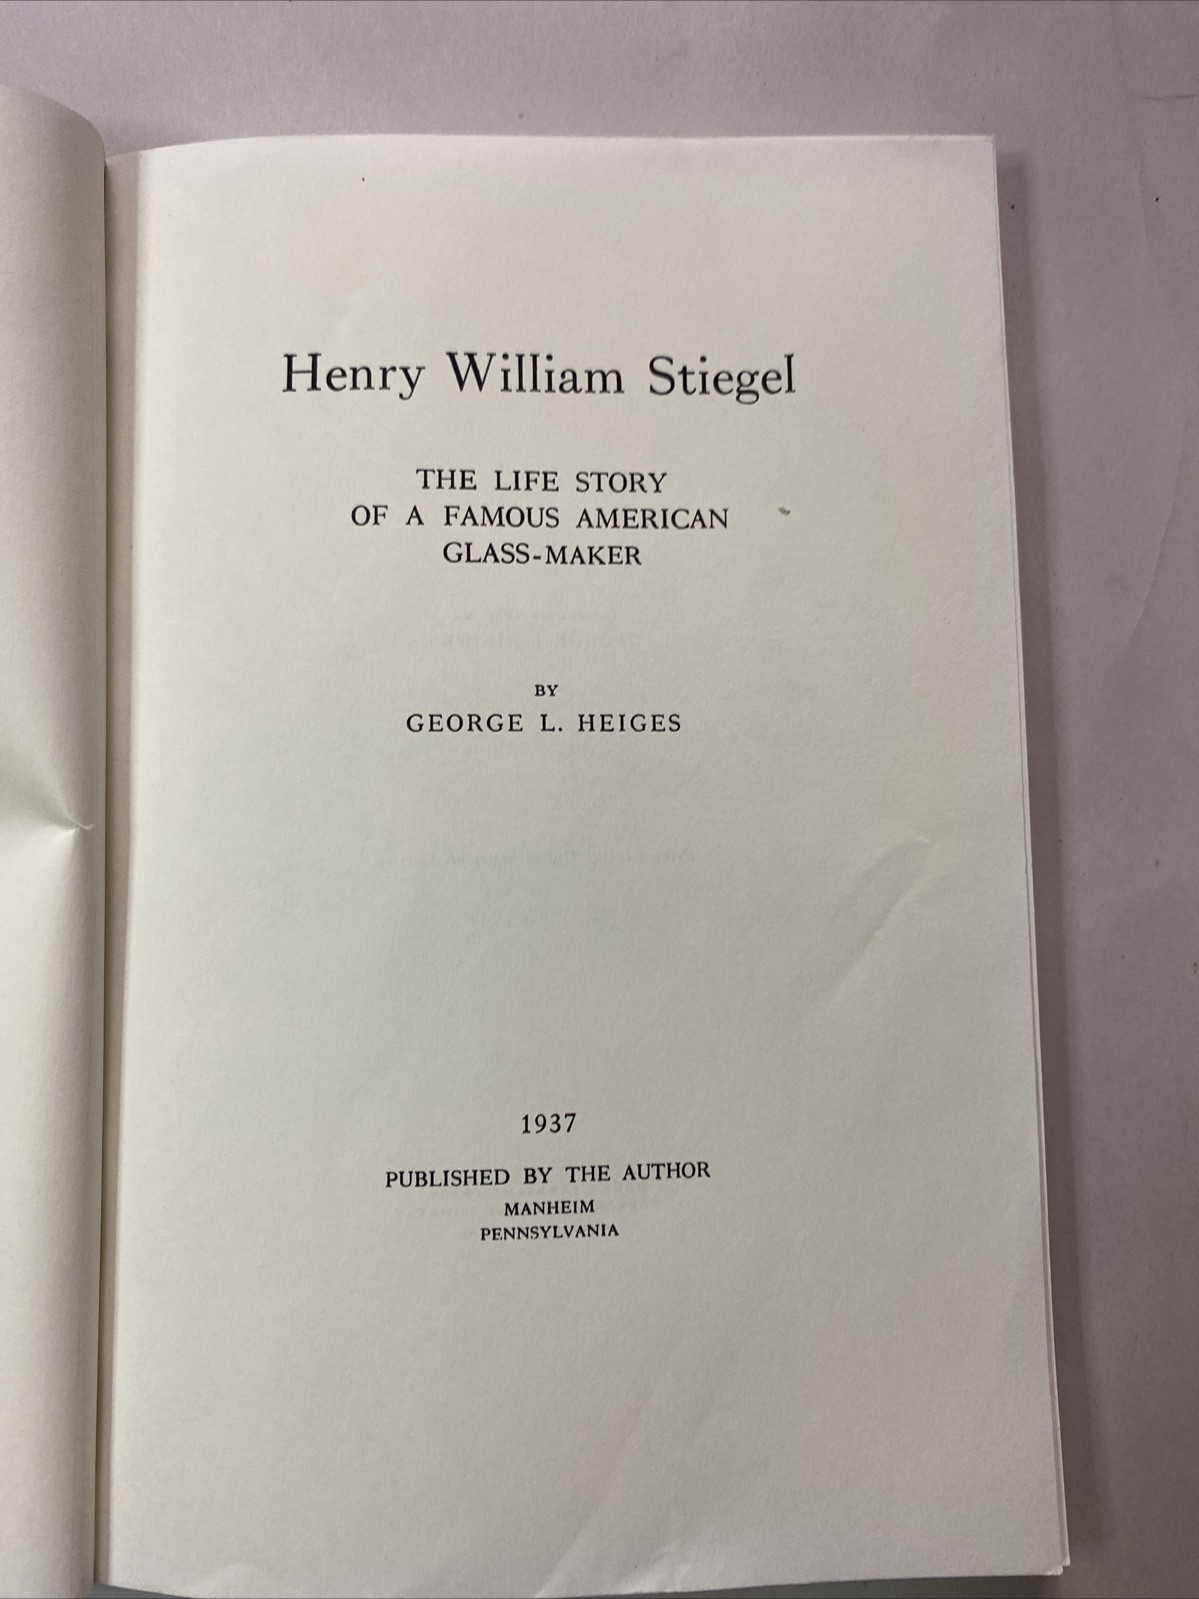 Henry William Stiegel
THE LIFE STORY
OF A FAMOUS AMERICAN
GLASS-MAKER
BY
GEORGE L. HEIGES
1937
PUBLISHED BY THE AUTHOR
MANHEIM
PENNSYLVANIA